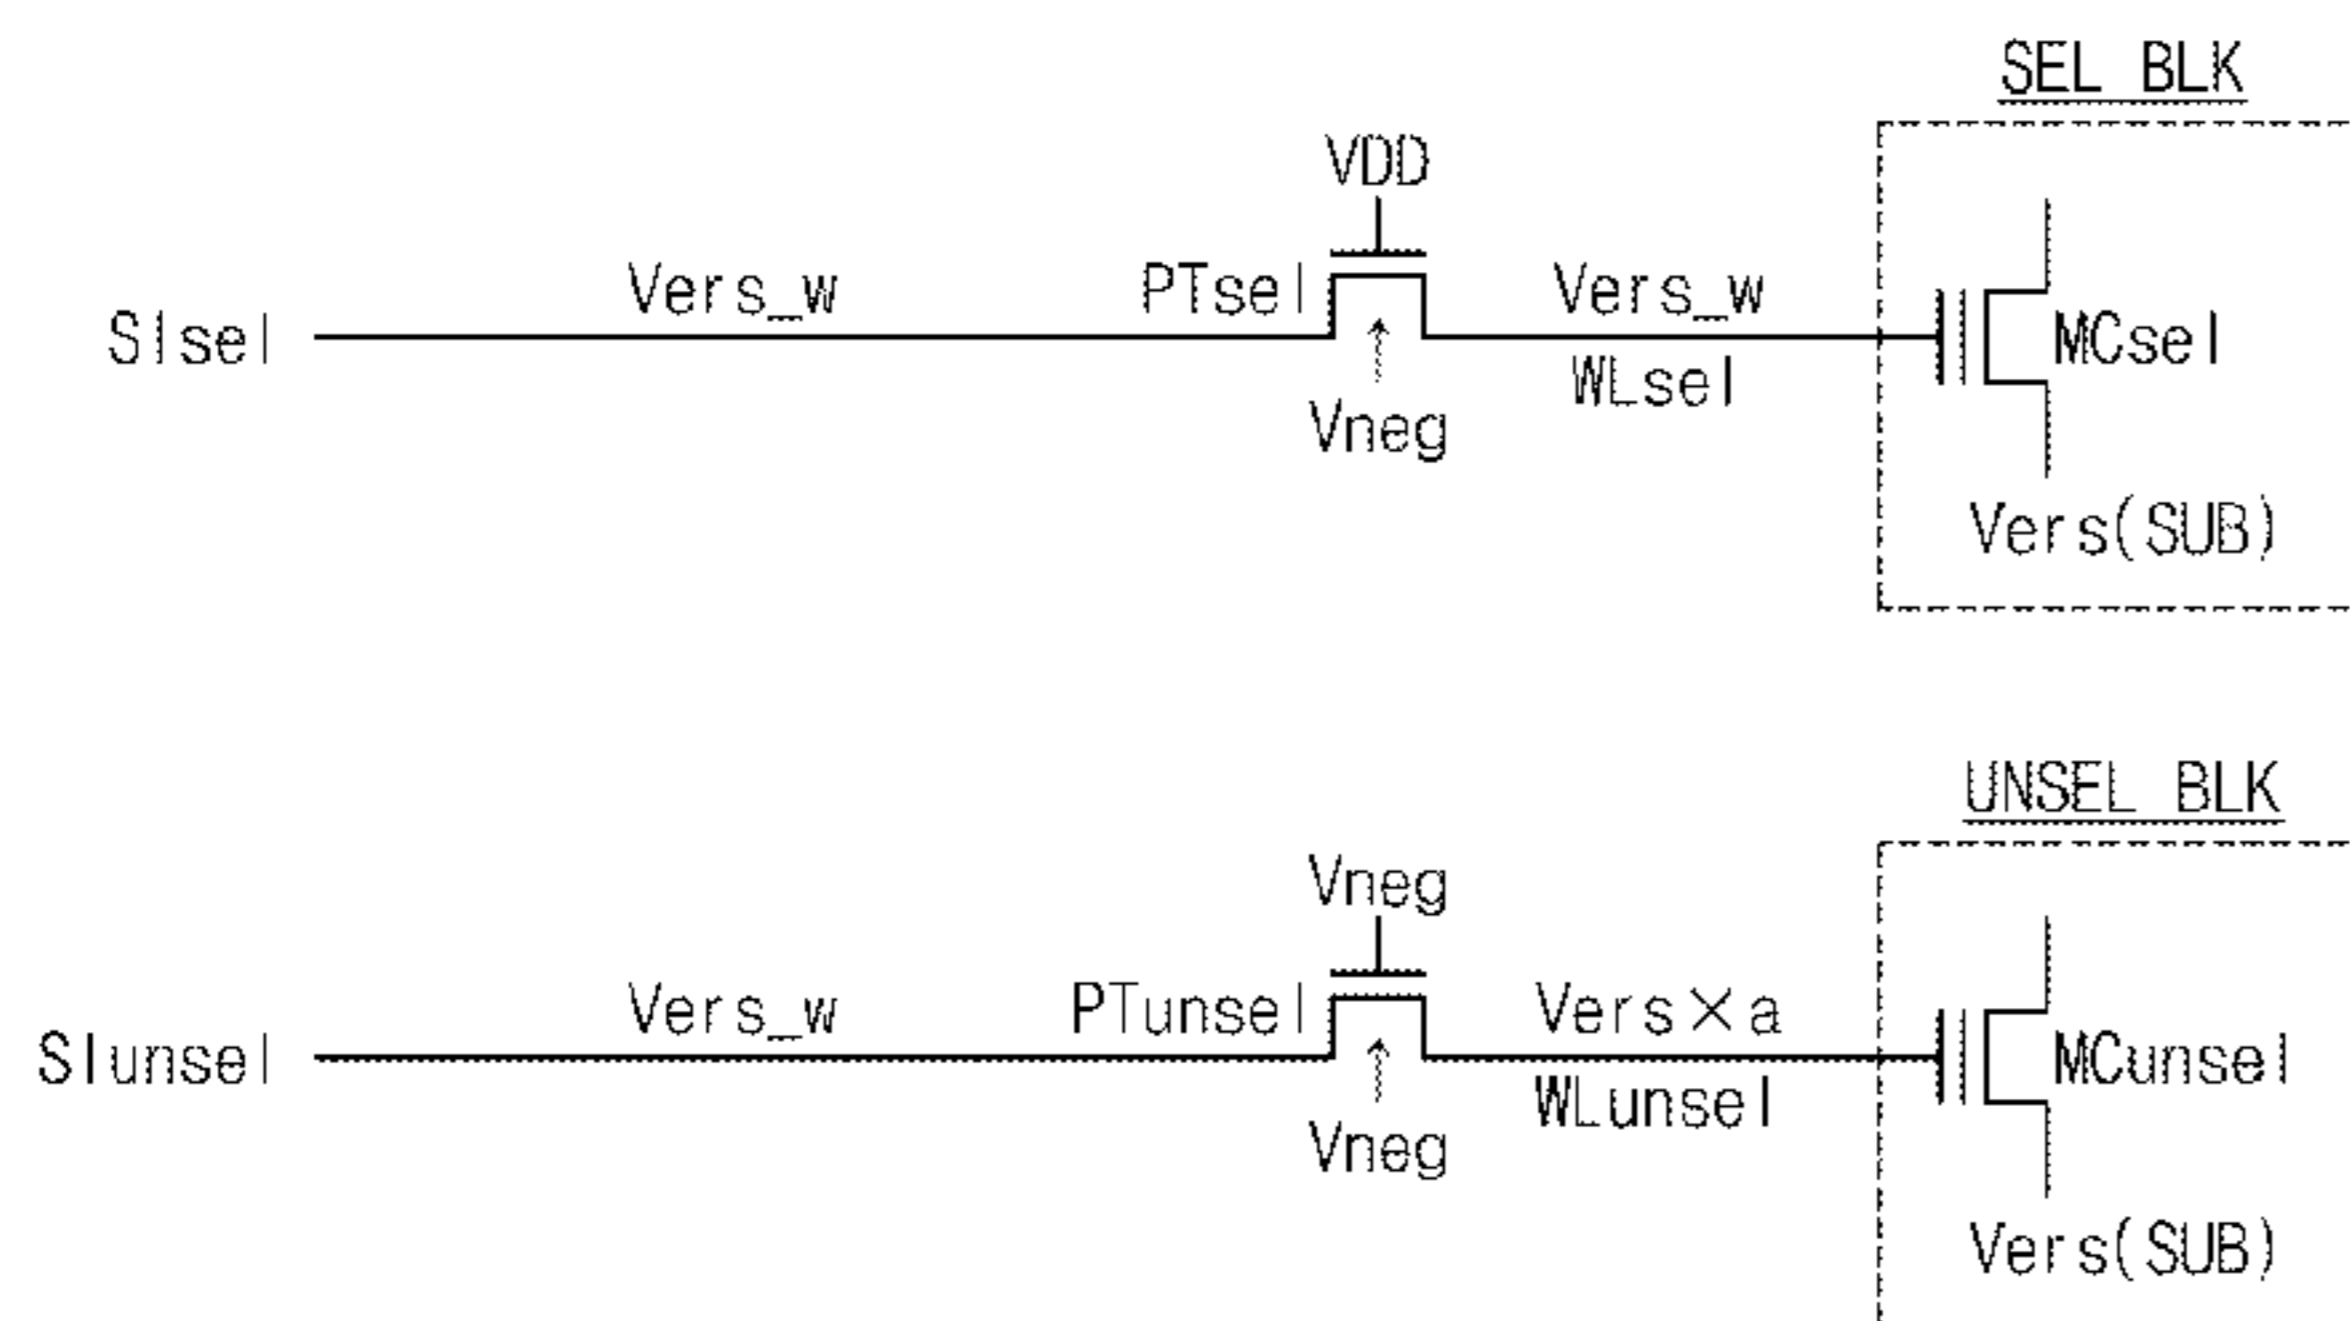 SEL BLK
VDD
Vers_w
PTsel
Vers_w
SIsel
MCsel
WLsel
Vneg
Vers(SUB)
UNSEL BLK
Vneg
Vers_w
PTunsel
Vers×a
SIunsel
MCunsel
WLunsel
Vneg
Vers(SUB)